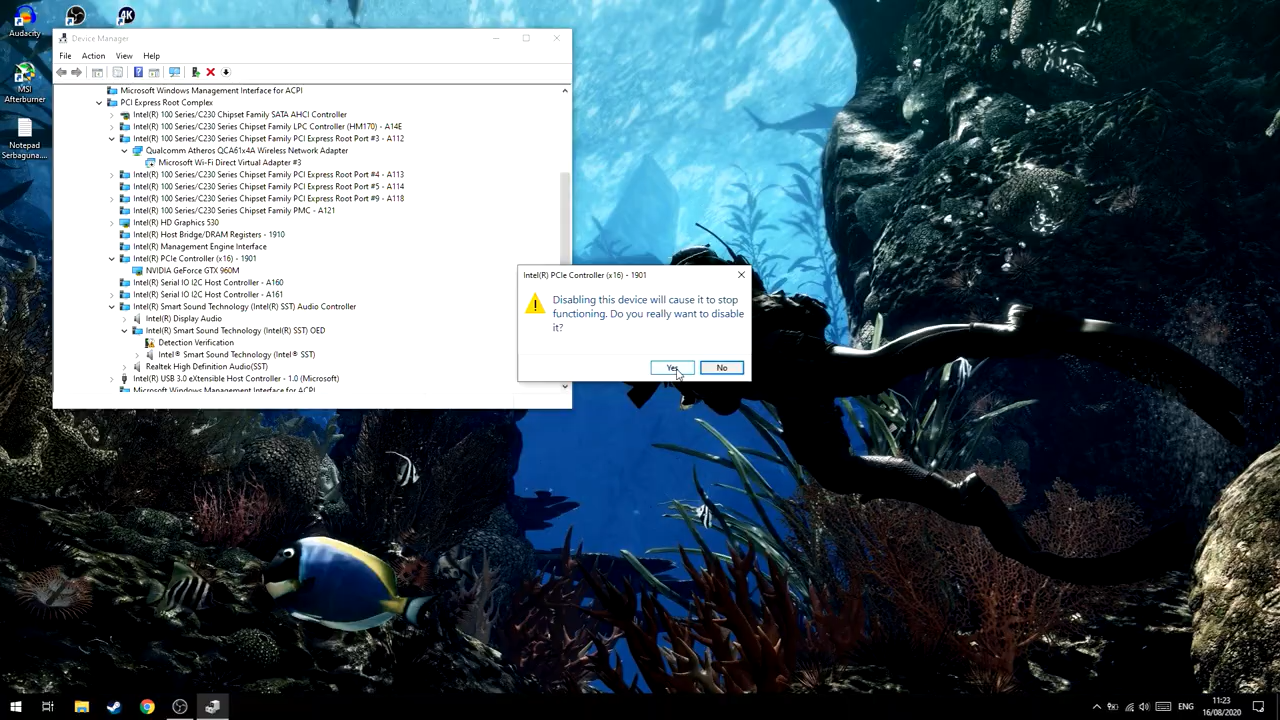 Audacity
MSI
Afterburner
Notepad
Serbaguna....
4K
Device Manager
File Action View Help
Microsoft Windows Management Interface for ACPI
PCI Express Root Complex
Intel(R) 100 Series/C230 Chipset Family SATA AHCI Controller
Intel(R) 100 Series/C230 Series Chipset Family LPC Controller (HM170) - A14E
Intel(R) 100 Series/C230 Series Chipset Family PCI Express Root Port #3 - A112
Qualcomm Atheros QCA61x4A Wireless Network Adapter
Microsoft Wi-Fi Direct Virtual Adapter #3
Intel(R) 100 Series/C230 Series Chipset Family PCI Express Root Port #4 - A113
Intel(R) 100 Series/C230 Series Chipset Family PCI Express Root Port #5 - A114
Intel(R) 100 Series/C230 Series Chipset Family PCI Express Root Port #9 - A118
Intel(R) 100 Series/C230 Series Chipset Family PMC - A121
Intel(R) HD Graphics 530
Intel(R) Host Bridge/DRAM Registers - 1910
Intel(R) Management Engine Interface
Intel(R) PCIe Controller (x16) - 1901
NVIDIA GeForce GTX 960M
Intel(R) Serial IO I2C Host Controller - A160
Intel(R) Serial IO I2C Host Controller - A161
Intel(R) Smart Sound Technology (Intel(R) SST) Audio Controller
Intel(R) Display Audio
Intel(R) Smart Sound Technology (Intel(R) SST) OED
Detection Verification
Intel® Smart Sound Technology (Intel® SST)
Realtek High Definition Audio(SST)
Intel(R) USB 3.0 eXtensible Host Controller - 1.0 (Microsoft)
Microsoft Windows Management Interface for ACPI
Intel(R) PCIe Controller (x16) - 1901
Disabling this device will cause it to stop
functioning. Do you really want to disable
it?
Yes No
ENG
11:23
16/08/2020